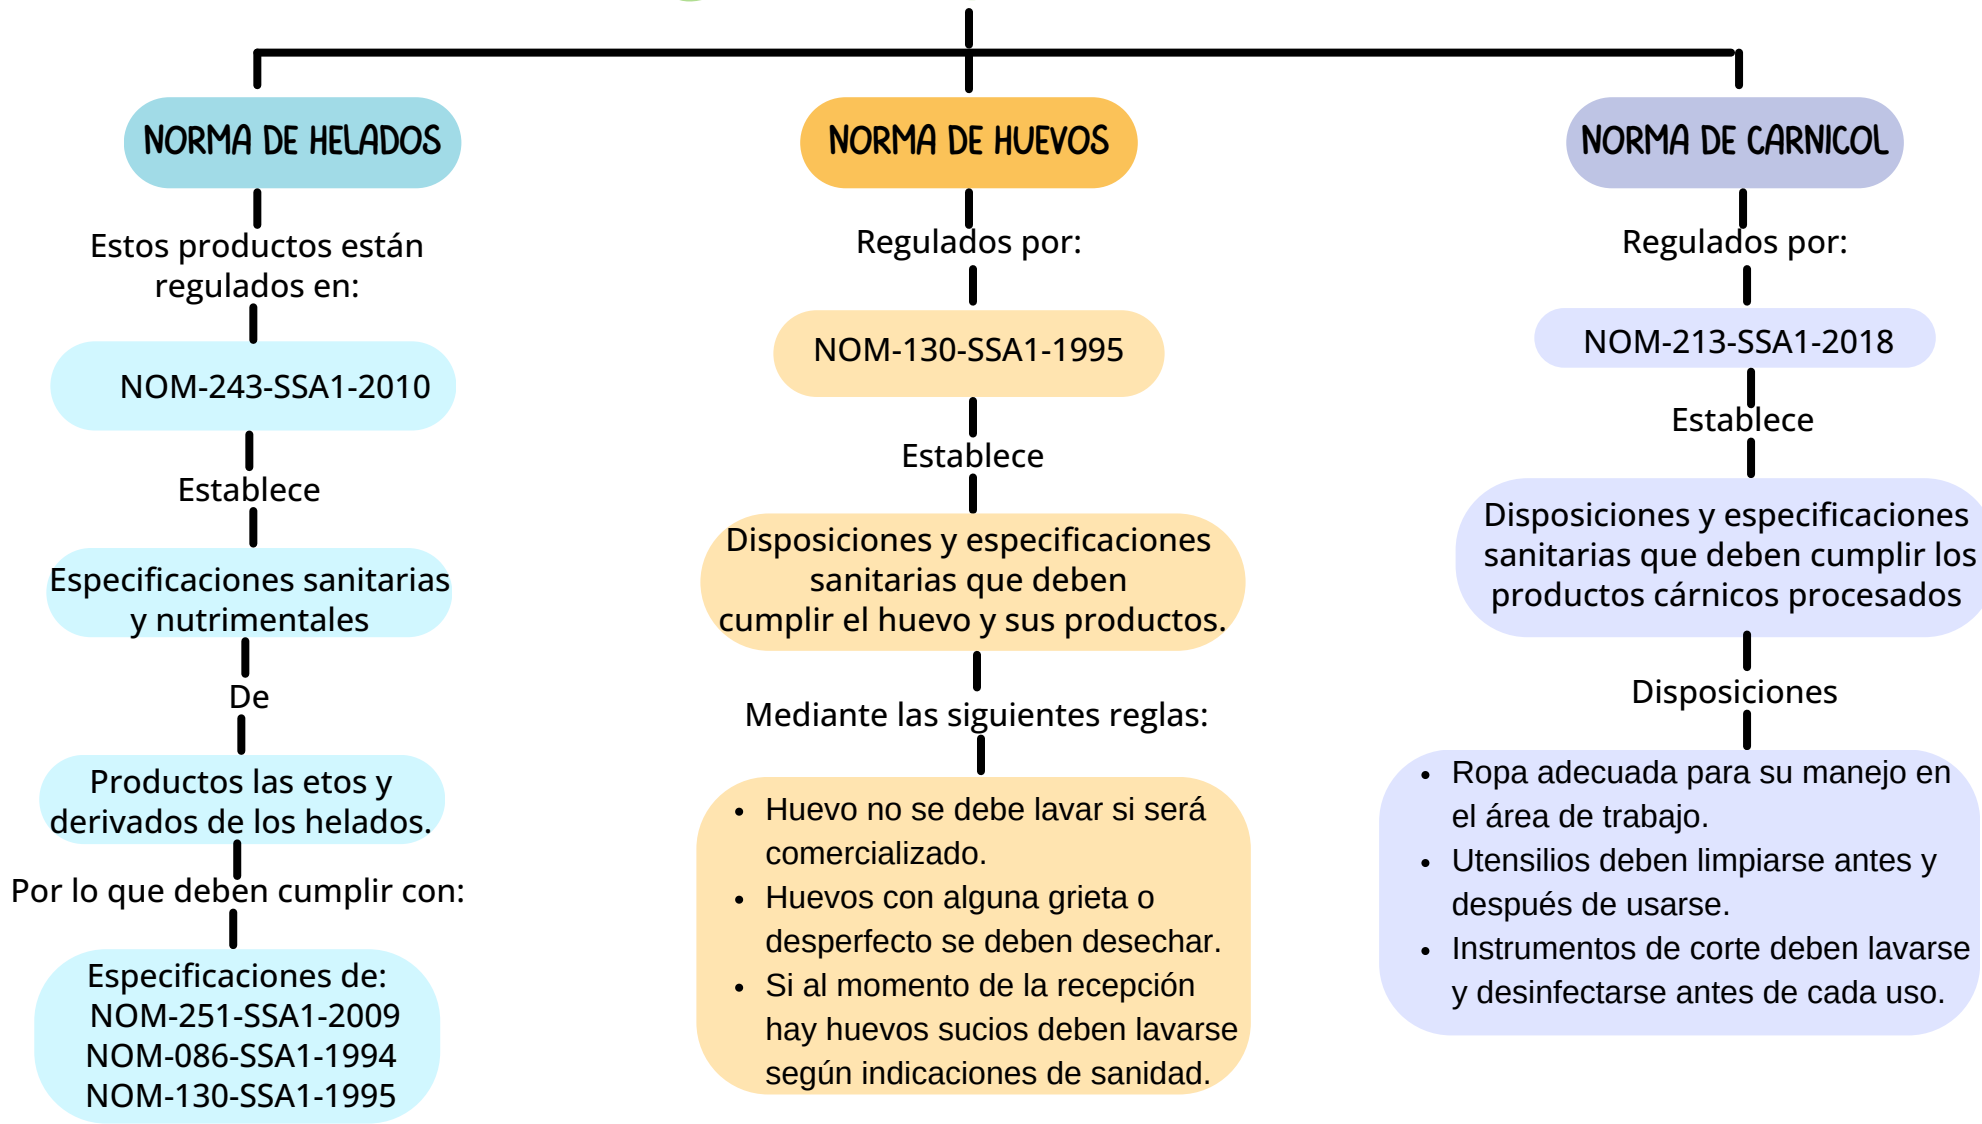 NORMA DE HELADOS
Estos productos están
regulados en:
NOM-243-SSA1-2010
Establece
Especificaciones sanitarias
y nutrimentales
De
Productos las etos y
derivados de los helados.
Por lo que deben cumplir con:
Especificaciones de:
NOM-251-SSA1-2009
NOM-086-SSA1-1994
NOM-130-SSA1-1995
NORMA DE HUEVOS
Regulados por:
NOM-130-SSA1-1995
Establece
Disposiciones y especificaciones
sanitarias que deben
cumplir el huevo y sus productos.
Mediante las siguientes reglas:
• Huevo no se debe lavar si será
comercializado.
• Huevos con alguna grieta o
desperfecto se deben desechar.
• Si al momento de la recepción
hay huevos sucios deben lavarse
según indicaciones de sanidad.
NORMA DE CARNICOL
Regulados por:
NOM-213-SSA1-2018
Establece
Disposiciones y especificaciones
sanitarias que deben cumplir los
productos cárnicos procesados
Disposiciones
• Ropa adecuada para su manejo en
el área de trabajo.
• Utensilios deben limpiarse antes y
después de usarse.
• Instrumentos de corte deben lavarse
y desinfectarse antes de cada uso.